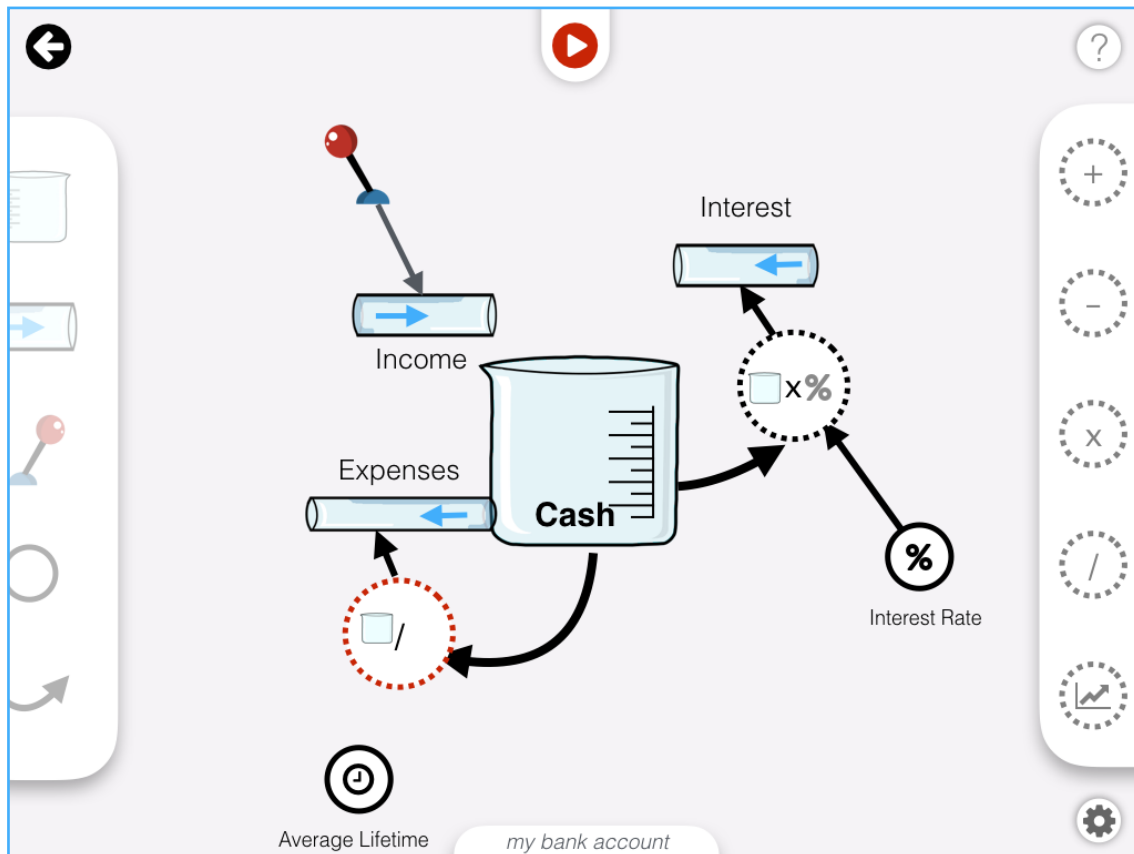 ?
Interest
+
Income
-
x %
Expenses
x
Cash
%
/
/
Interest Rate
Average Lifetime
my bank account